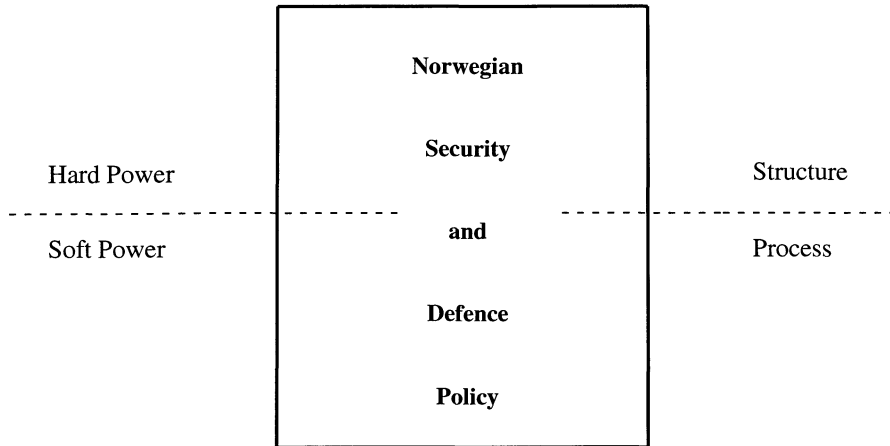 Norwegian
Security
Hard Power
Structure
and
Soft Power
Process
Defence
Policy